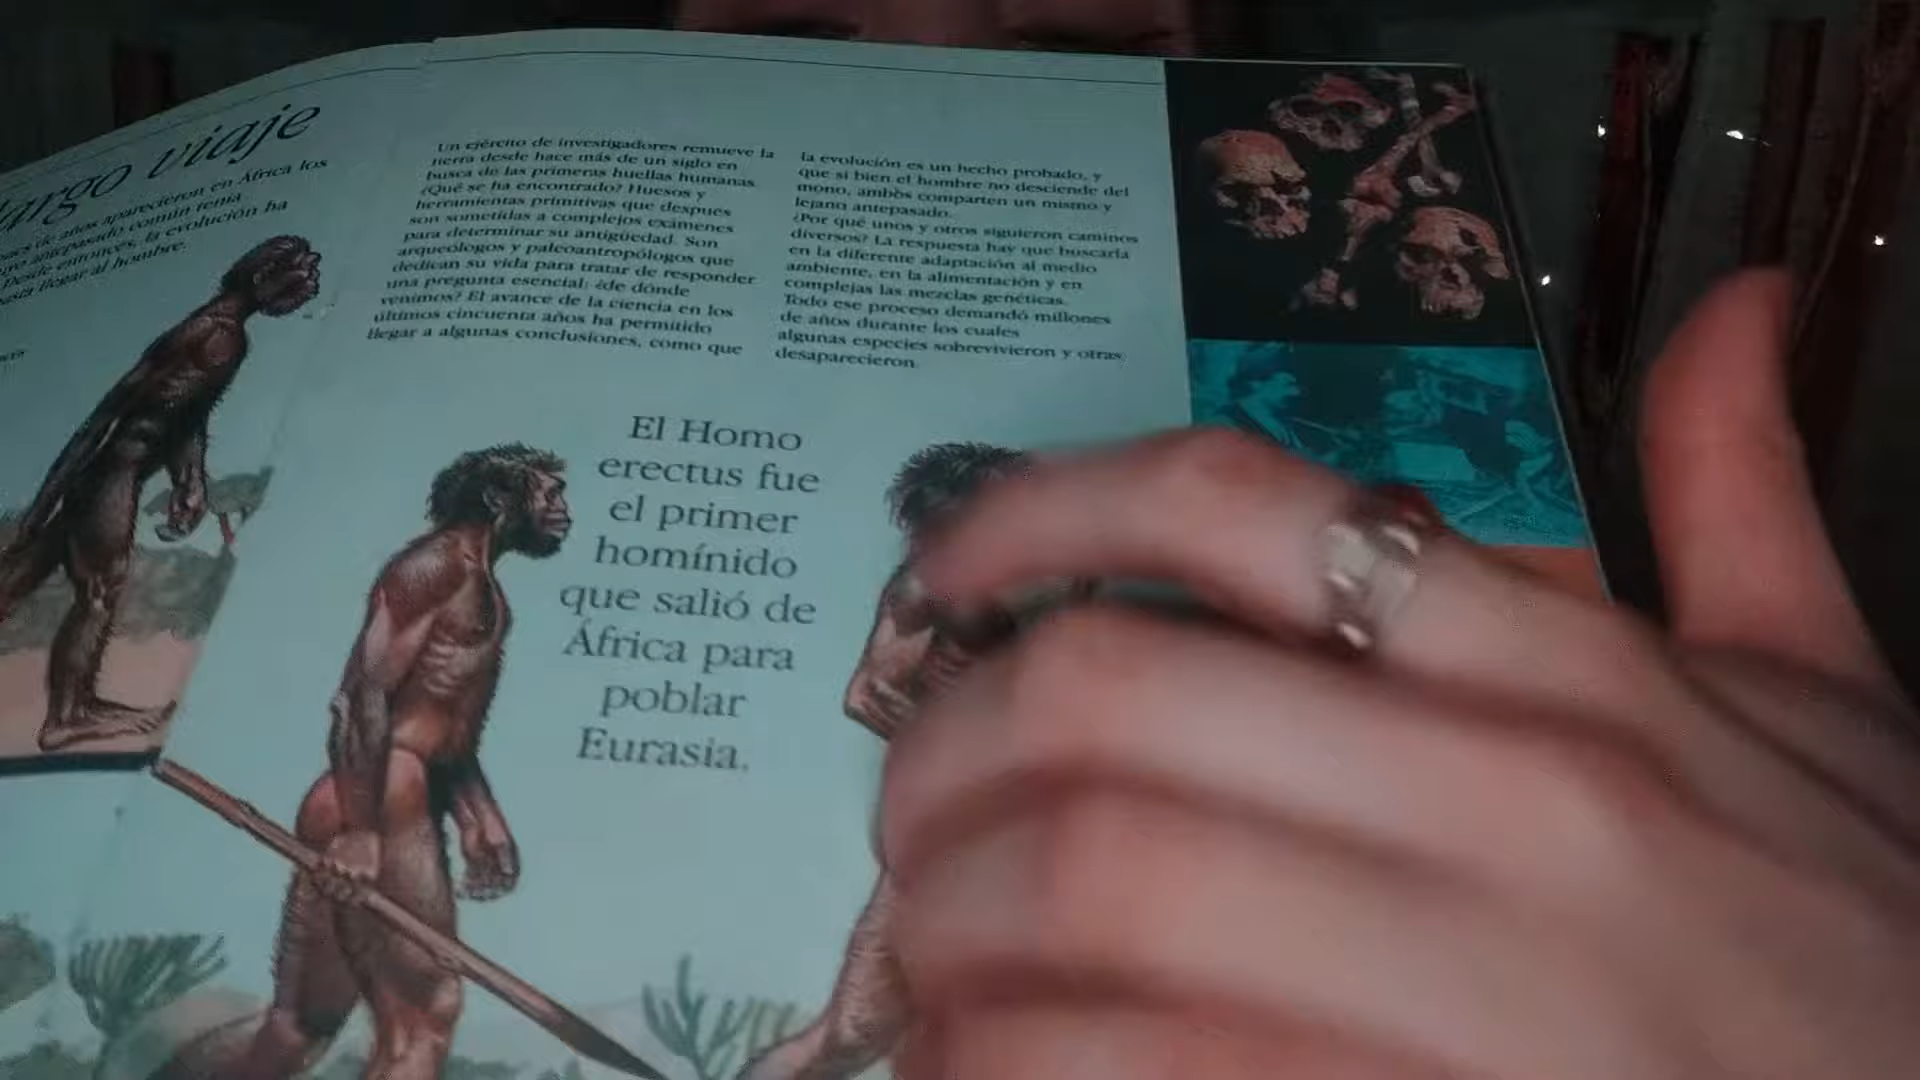 largo viaje
de años aparecieron en África los
antepasado común tenía
Desde entonces, la evolución ha
hasta llegar al hombre.
Un ejército de investigadores remueve la
tierra desde hace más de un siglo en
busca de las primeras huellas humanas.
¿Qué se ha encontrado? Huesos y
herramientas primitivas que después
son sometidas a complejos exámenes
para determinar su antigüedad. Son
arqueólogos y paleoantropólogos que
dedican su vida para tratar de responder
una pregunta esencial: ¿de dónde
venimos? El avance de la ciencia en los
últimos cincuenta años ha permitido
llegar a algunas conclusiones, como que
la evolución es un hecho probado, y
que si bien el hombre no desciende del
mono, ambos comparten un mismo y
lejano antepasado.
¿Por qué unos y otros siguieron caminos
diversos? La respuesta hay que buscarla
en la diferente adaptación al medio
ambiente, en la alimentación y en
complejas las mezclas genéticas.
Todo ese proceso demandó millones
de años durante los cuales
algunas especies sobrevivieron y otras
desaparecieron.
El Homo
erectus fue
el primer
homínido
que salió de
África para
poblar
Eurasia.